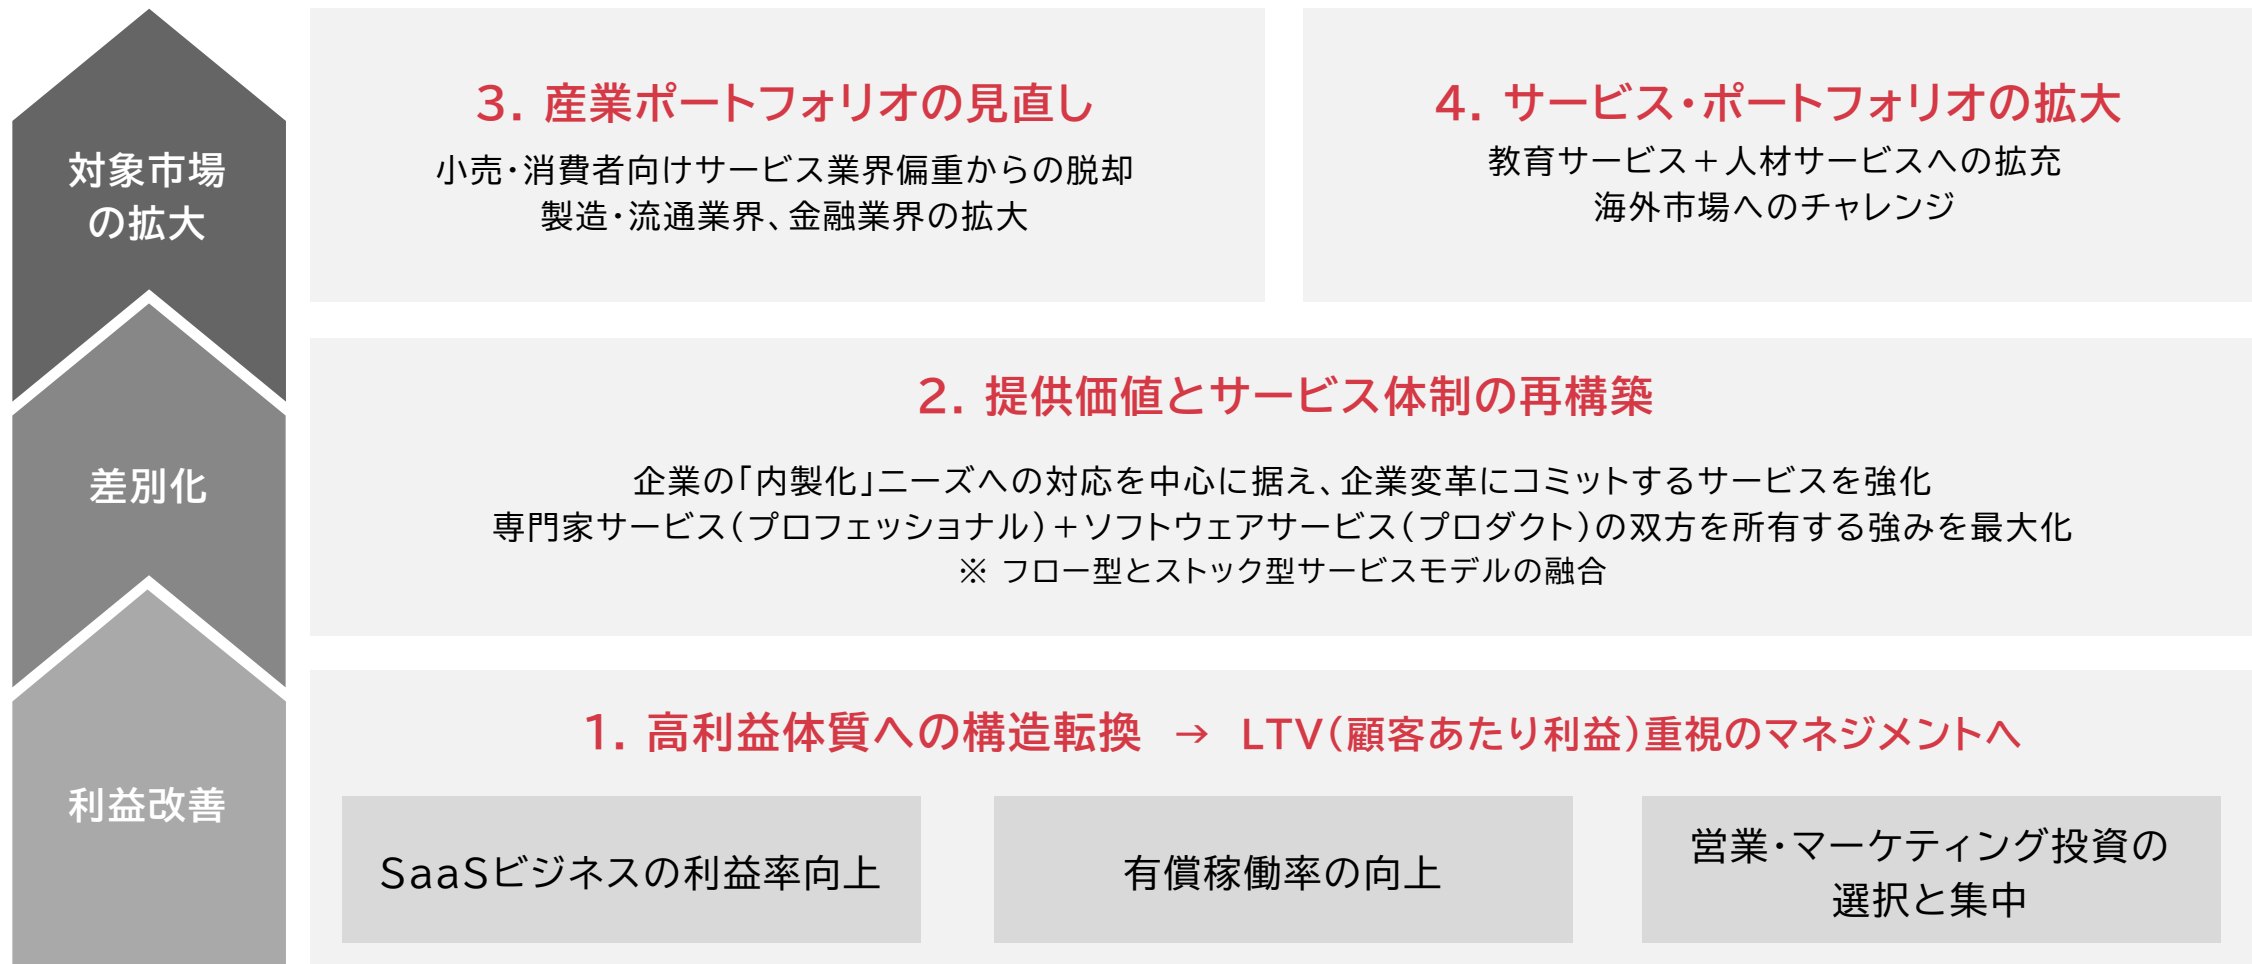 対象市場
の拡大
3. 産業ポートフォリオの見直し
小売・消費者向けサービス業界偏重からの脱却
製造・流通業界、金融業界の拡大
4. サービス・ポートフォリオの拡大
教育サービス＋人材サービスへの拡充
海外市場へのチャレンジ
差別化
2. 提供価値とサービス体制の再構築
企業の「内製化」ニーズへの対応を中心に据え、企業変革にコミットするサービスを強化
専門家サービス（プロフェッショナル）＋ソフトウェアサービス（プロダクト）の双方を所有する強みを最大化
※ フロー型とストック型サービスモデルの融合
利益改善
1. 高利益体質への構造転換 → LTV（顧客あたり利益）重視のマネジメントへ
SaaSビジネスの利益率向上
有償稼働率の向上
営業・マーケティング投資の
選択と集中